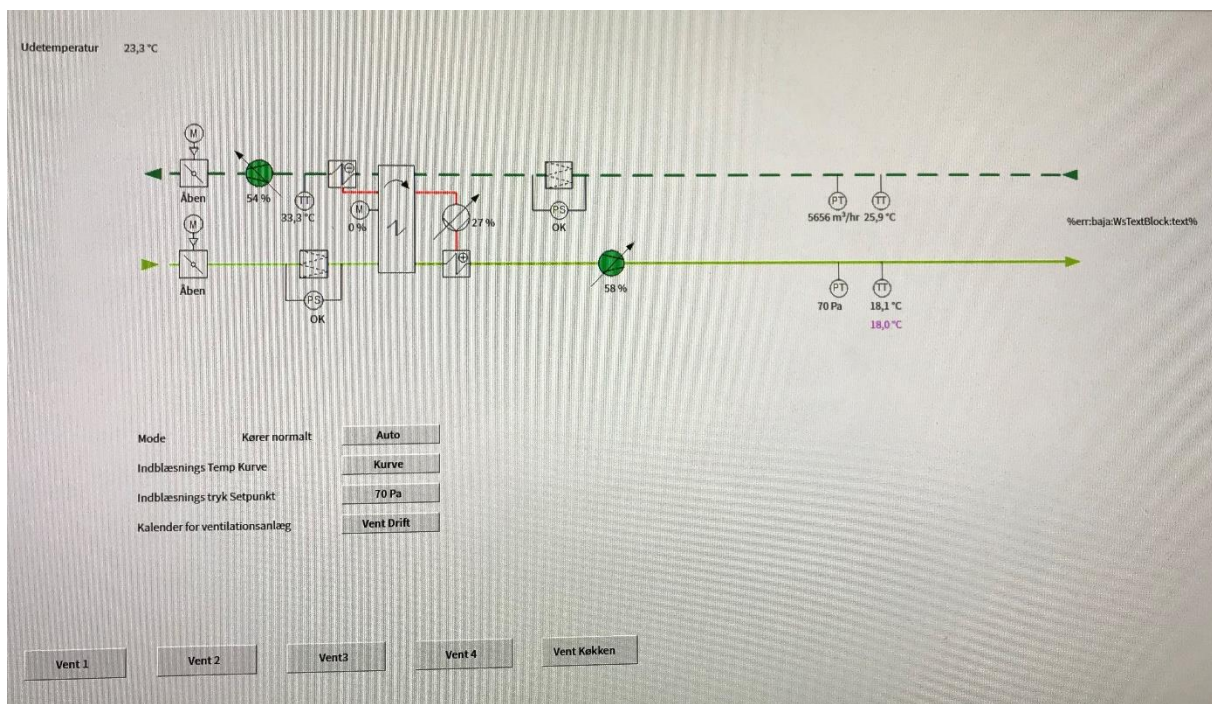 Udetemperatur 23,3 °C
M
Åben
54 %
TT
33,3 °C
M
0 %
27 %
PS
OK
PT
5656 m³/hr
TT
25,9 °C
%err:baja:WsTextBlock:text%
M
Åben
PS
OK
58 %
PT
70 Pa
TT
18,1 °C
18,0 °C
Mode Kører normalt Auto
Indblæsnings Temp Kurve Kurve
Indblæsnings tryk Setpunkt 70 Pa
Kalender for ventilationsanlæg Vent Drift
Vent 1 Vent 2 Vent3 Vent 4 Vent Køkken